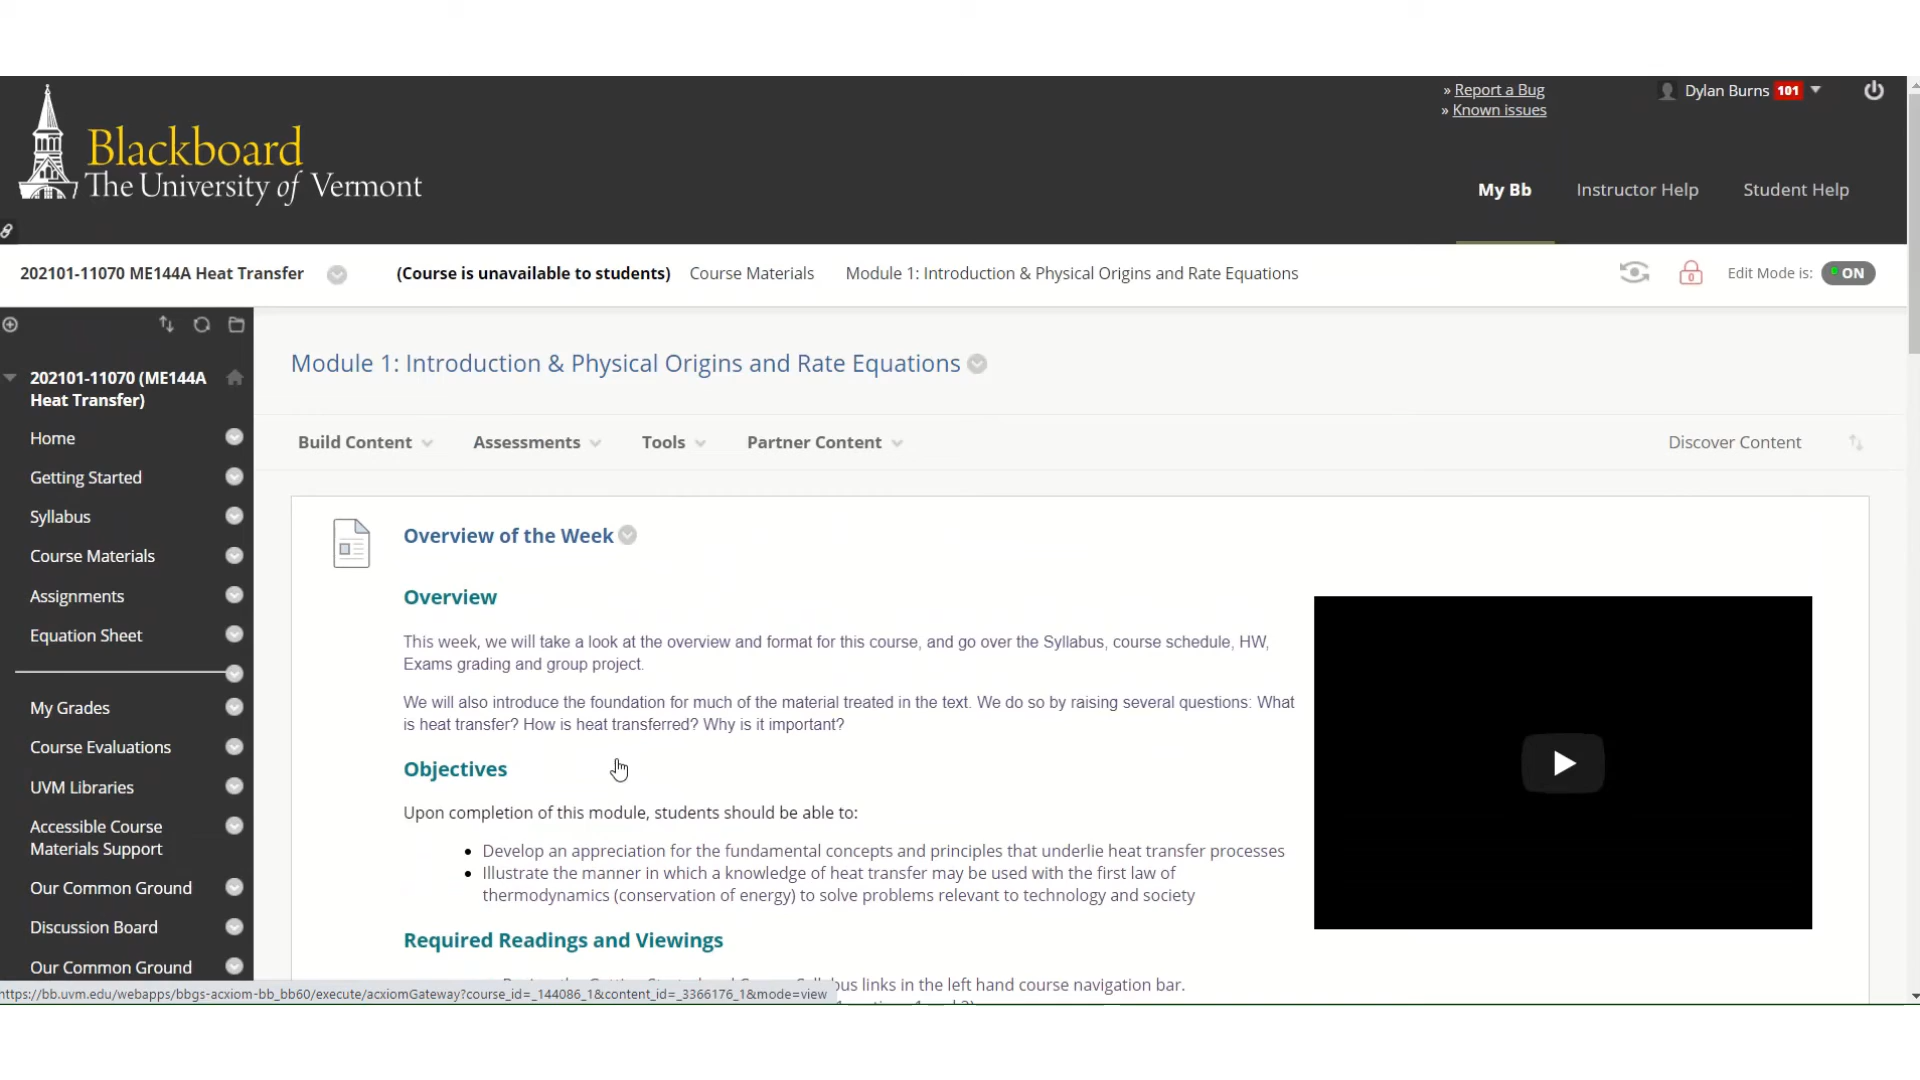 » Report a Bug
» Known issues
Dylan Burns 101
Blackboard
The University of Vermont
My Bb
Instructor Help
Student Help
202101-11070 ME144A Heat Transfer
(Course is unavailable to students)
Course Materials
Module 1: Introduction & Physical Origins and Rate Equations
Edit Mode is:
ON
202101-11070 (ME144A
Heat Transfer)
Home
Getting Started
Syllabus
Course Materials
Assignments
Equation Sheet
My Grades
Course Evaluations
UVM Libraries
Accessible Course
Materials Support
Our Common Ground
Discussion Board
Our Common Ground
Module 1: Introduction & Physical Origins and Rate Equations
Build Content
Assessments
Tools
Partner Content
Discover Content
Overview of the Week
Overview
This week, we will take a look at the overview and format for this course, and go over the Syllabus, course schedule, HW,
Exams grading and group project.
We will also introduce the foundation for much of the material treated in the text. We do so by raising several questions: What
is heat transfer? How is heat transferred? Why is it important?
Objectives
Upon completion of this module, students should be able to:
• Develop an appreciation for the fundamental concepts and principles that underlie heat transfer processes
• Illustrate the manner in which a knowledge of heat transfer may be used with the first law of
thermodynamics (conservation of energy) to solve problems relevant to technology and society
Required Readings and Viewings
links in the left hand course navigation bar.
https://bb.uvm.edu/webapps/bbgs-acxiom-bb_bb60/execute/acxiomGateway?course_id=_144086_1&content_id=_3366176_1&mode=view